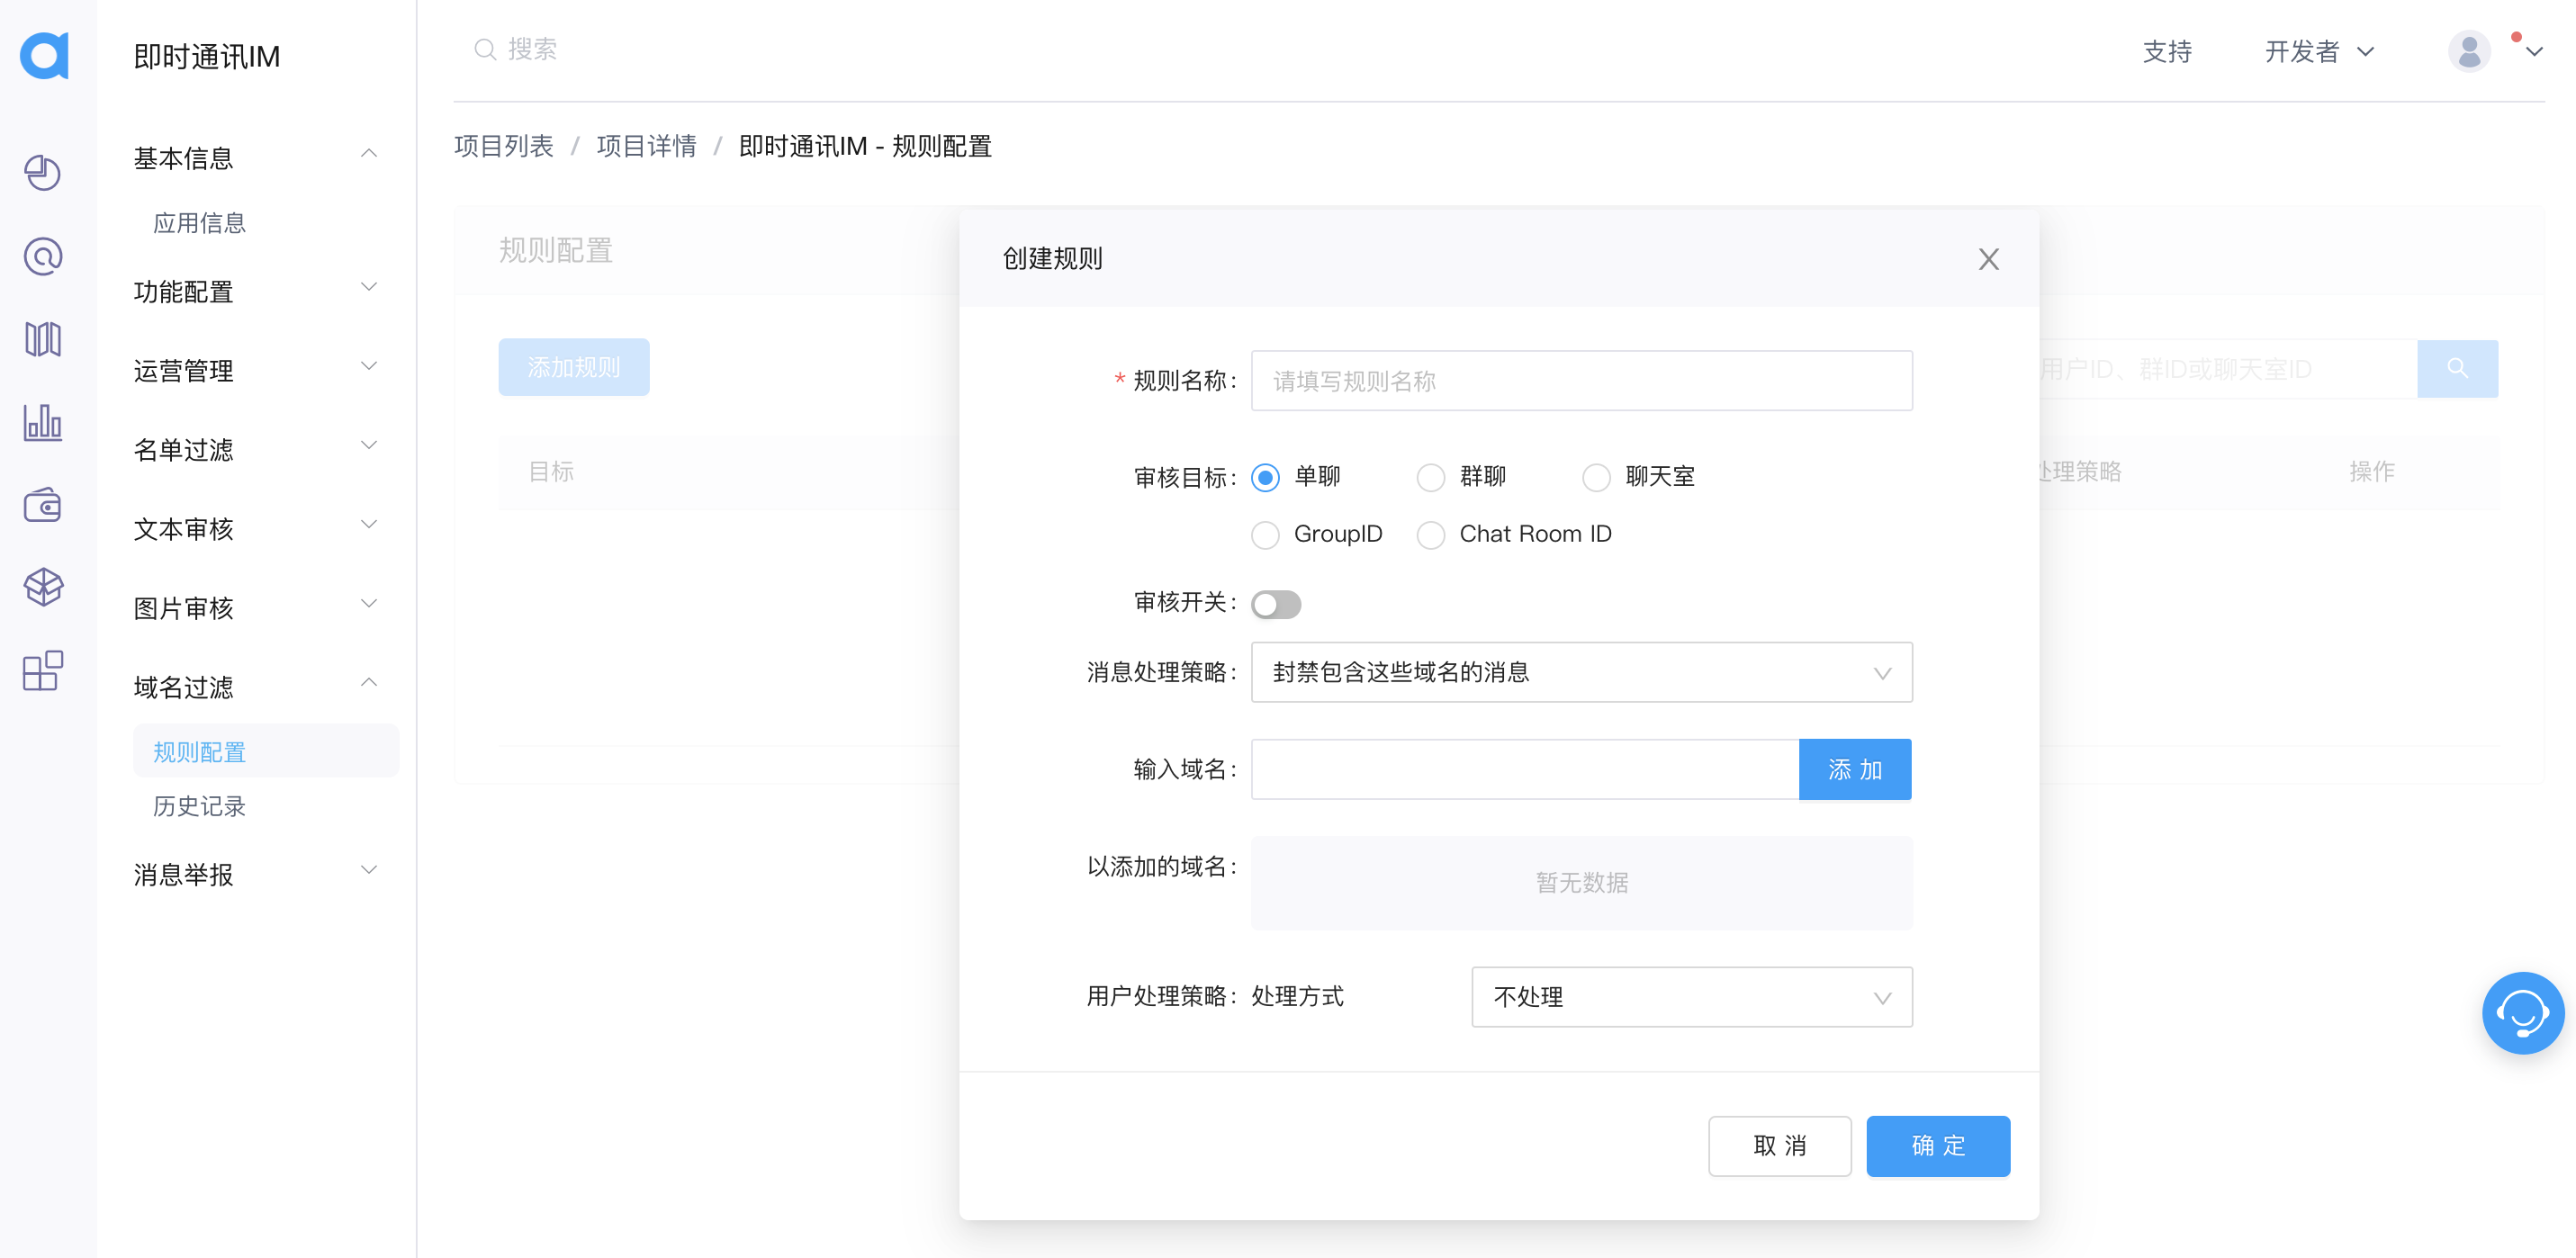 即时通讯IM
搜索
支持
开发者
基本信息
应用信息
功能配置
运营管理
名单过滤
文本审核
图片审核
域名过滤
规则配置
历史记录
消息举报
项目列表 / 项目详情 / 即时通讯IM - 规则配置
规则配置
添加规则
用户ID、群ID或聊天室ID
目标
处理策略
操作
创建规则
X
* 规则名称:
请填写规则名称
审核目标:
单聊
群聊
聊天室
GroupID
Chat Room ID
审核开关:
消息处理策略:
封禁包含这些域名的消息
输入域名:
添 加
以添加的域名:
暂无数据
用户处理策略:
处理方式
不处理
取 消
确 定